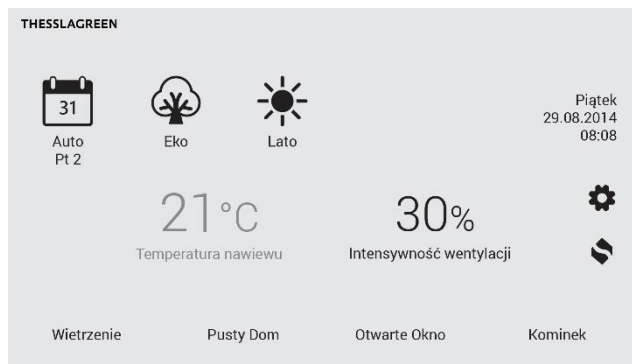 THESSLAGREEN
31
Auto
Pt 2
Eko
Lato
Piątek
29.08.2014
08:08
21°C
Temperatura nawiewu
30%
Intensywność wentylacji
Wietrzenie
Pusty Dom
Otwarte Okno
Kominek